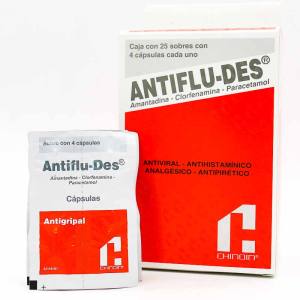 Caja con 25 sobres con
4 cápsulas cada uno
ANTIFLU-DES®
Amantadina - Clorfenamina - Paracetamol
ANTIVIRAL - ANTIHISTAMÍNICO
ANALGÉSICO - ANTIPIRÉTICO
CHINOIN®
Sobre con 4 cápsulas
Antiflu-Des®
Amantadina - Clorfenamina -
Paracetamol
Cápsulas
Antigripal
CHINOIN